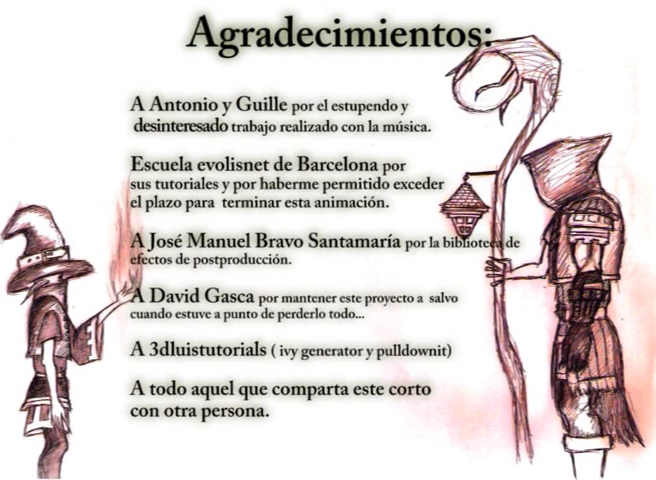 Agradecimientos:
A Antonio y Guille por el estupendo y
desinteresado trabajo realizado con la música.
Escuela evolisnet de Barcelona por
sus tutoriales y por haberme permitido exceder
el plazo para terminar esta animación.
A José Manuel Bravo Santamaría por la biblioteca de
efectos de postproducción.
A David Gasca por mantener este proyecto a salvo
cuando estuve a punto de perderlo todo...
A 3dluistutorials ( ivy generator y pulldownit)
A todo aquel que comparta este corto
con otra persona.